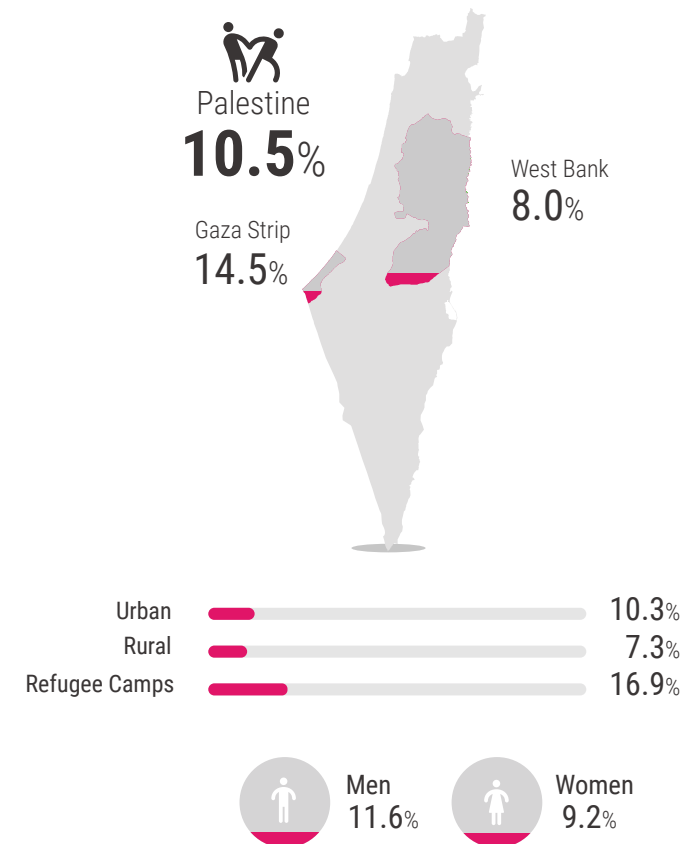 Palestine
10.5%
West Bank
8.0%
Gaza Strip
14.5%
Urban 10.3%
Rural 7.3%
Refugee Camps 16.9%
Men
11.6%
Women
9.2%